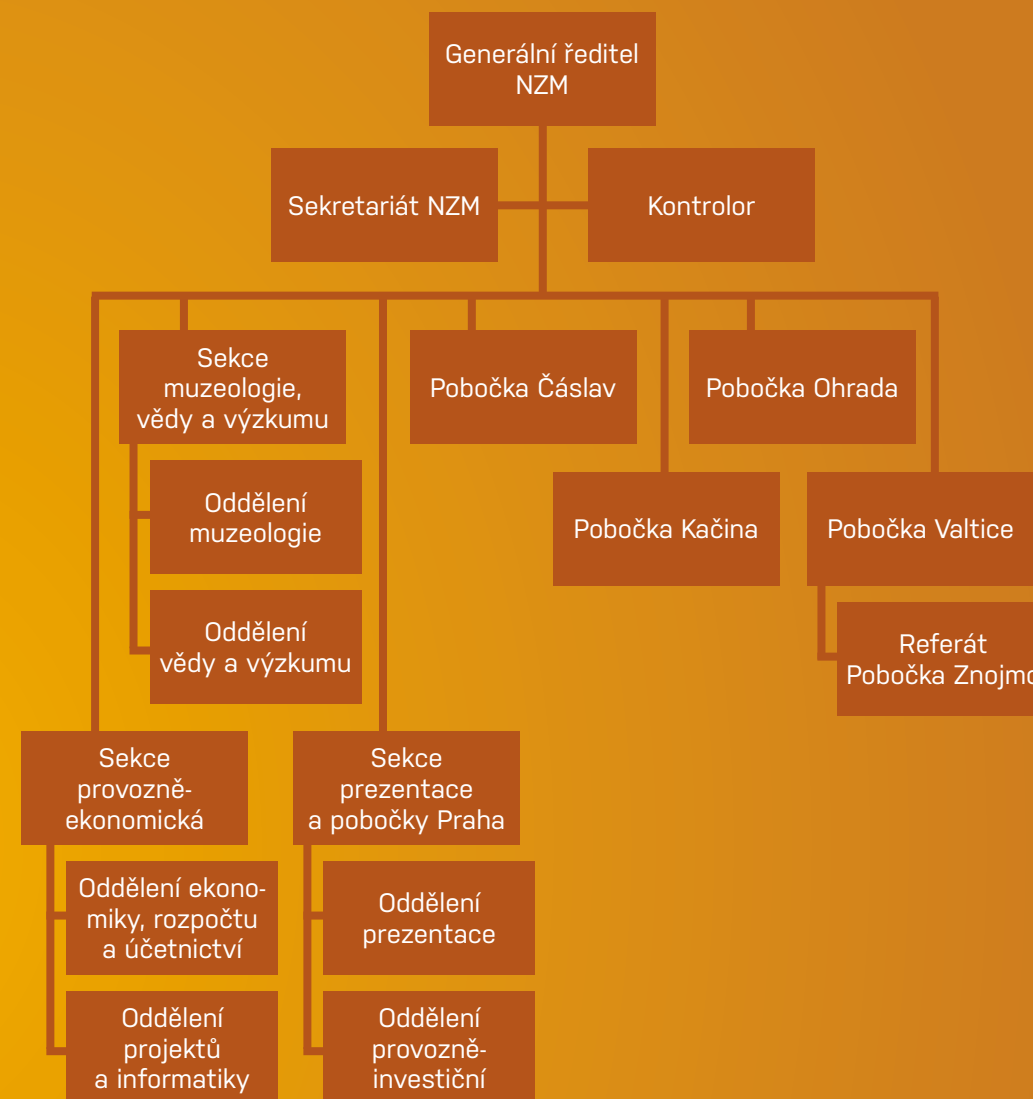 Generální ředitel
NZM
Sekretariát NZM
Kontrolor
Sekce
muzeologie,
vědy a výzkumu
Pobočka Čáslav
Pobočka Ohrada
Oddělení
muzeologie
Pobočka Kačina
Pobočka Valtice
Oddělení
vědy a výzkumu
Referát
Pobočka Znojmo
Sekce
provozně-
ekonomická
Sekce
prezentace
a pobočky Praha
Oddělení ekono-
miky, rozpočtu
a účetnictví
Oddělení
prezentace
Oddělení
projektů
a informatiky
Oddělení
provozně-
investiční